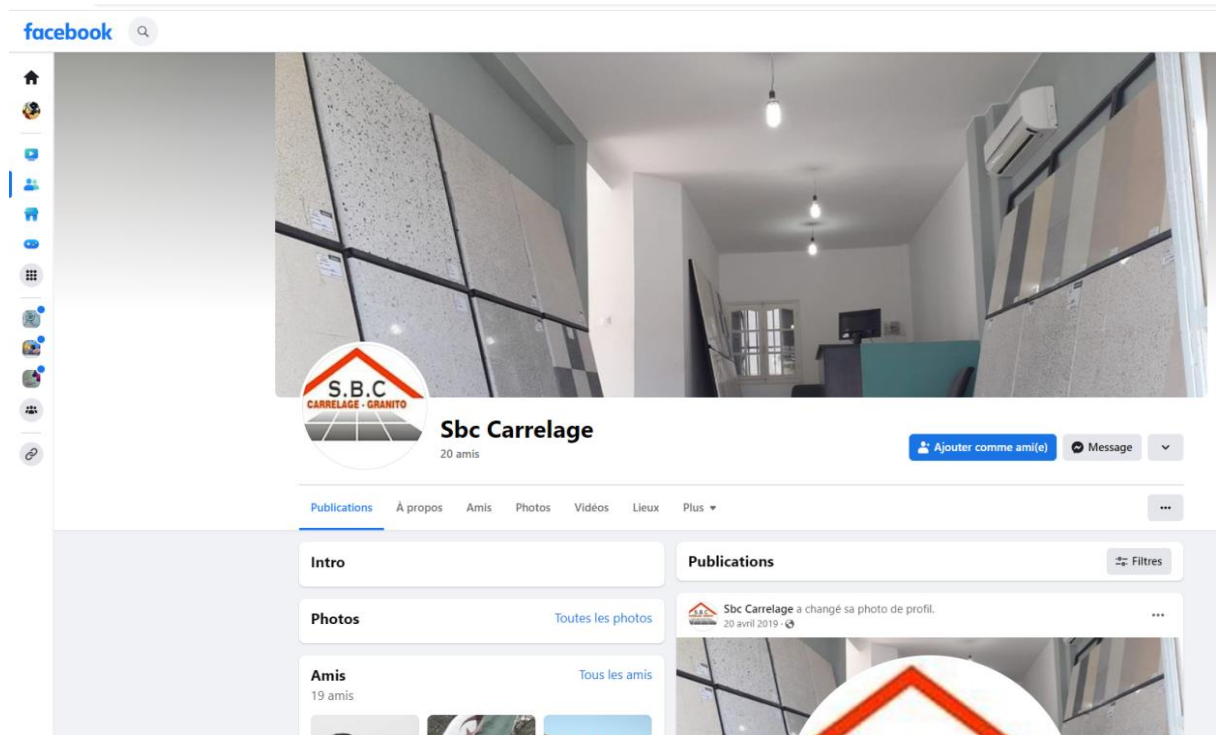 facebook
S.B.C
CARRELAGE - GRANITO
Sbc Carrelage
20 amis
Ajouter comme ami(e)
Message
Publications
À propos
Amis
Photos
Vidéos
Lieux
Plus
Intro
Photos
Toutes les photos
Amis
Tous les amis
19 amis
Publications
Filtres
Sbc Carrelage a changé sa photo de profil.
20 avril 2019 ·